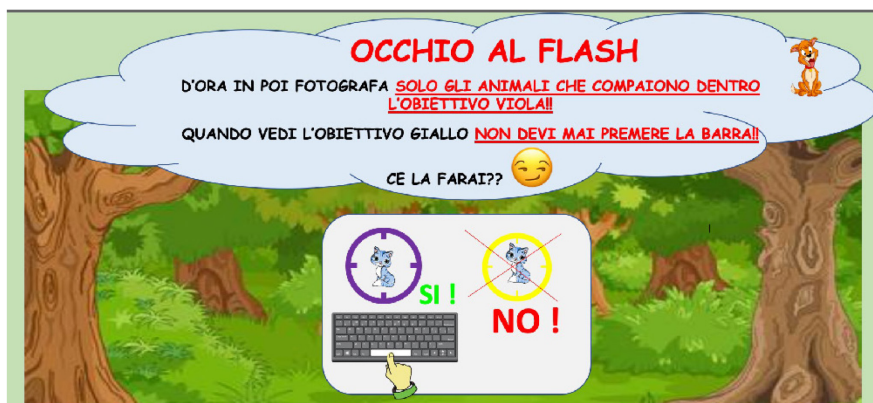 OCCHIO AL FLASH
D'ORA IN POI FOTOGRAFA SOLO GLI ANIMALI CHE COMPAIONO DENTRO
L'OBIETTIVO VIOLA!!
QUANDO VEDI L'OBIETTIVO GIALLO NON DEVI MAI PREMERE LA BARRA!!
CE LA FARAI??
SI !
NO !